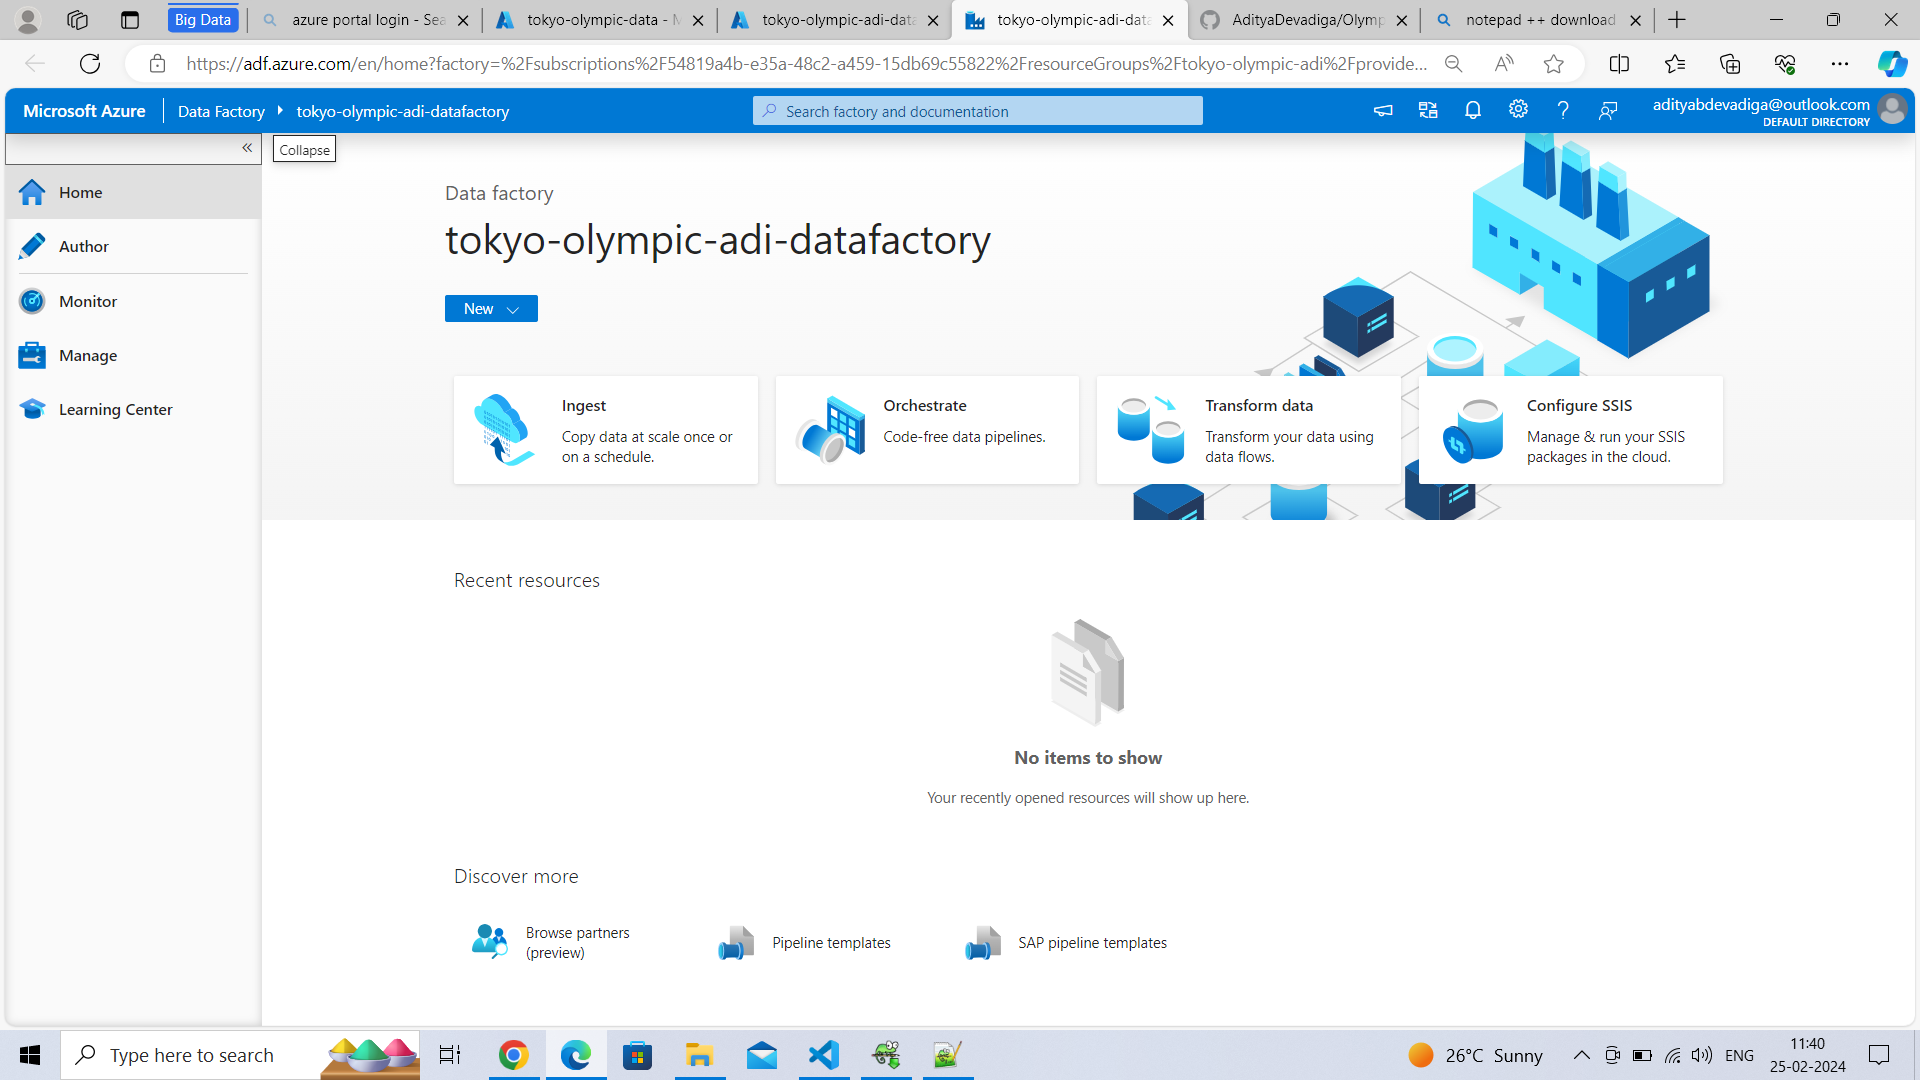 Big Data
azure portal login - Sea
tokyo-olympic-data - M
tokyo-olympic-adi-data
tokyo-olympic-adi-data
AdityaDevadiga/Olymp
notepad ++ download
https://adf.azure.com/en/home?factory=%2Fsubscriptions%2F54819a4b-e35a-48c2-a459-15db69c55822%2FresourceGroups%2Ftokyo-olympic-adi%2Fprovide...
Microsoft Azure
Data Factory
tokyo-olympic-adi-datafactory
Search factory and documentation
adityabdevadiga@outlook.com
DEFAULT DIRECTORY
Collapse
Home
Author
Monitor
Manage
Learning Center
Data factory
tokyo-olympic-adi-datafactory
New
Ingest
Copy data at scale once or
on a schedule.
Orchestrate
Code-free data pipelines.
Transform data
Transform your data using
data flows.
Configure SSIS
Manage & run your SSIS
packages in the cloud.
Recent resources
No items to show
Your recently opened resources will show up here.
Discover more
Browse partners
(preview)
Pipeline templates
SAP pipeline templates
Type here to search
26°C Sunny
ENG
11:40
25-02-2024